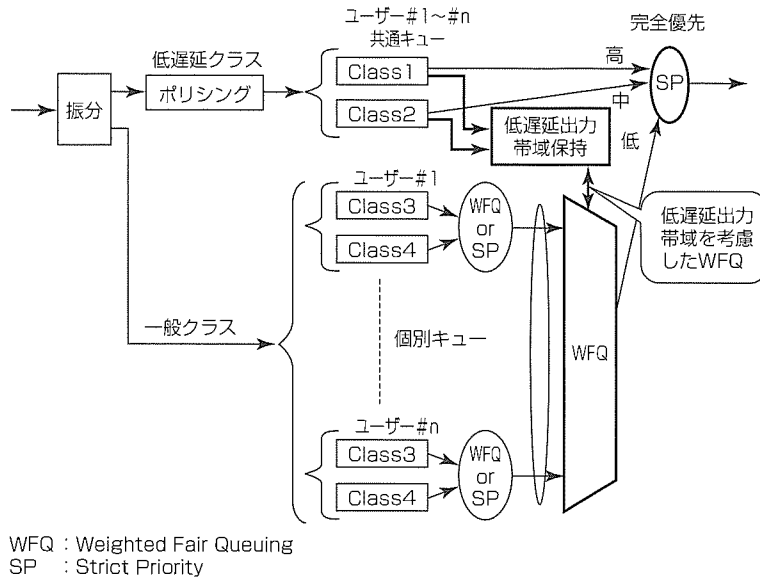 ユーザー#1～#n
共通キュー
完全優先
低遅延クラス
振分
ポリシング
Class1
Class2
高
中
低
SP
低遅延出力
帯域保持
ユーザー#1
Class3
Class4
WFQ
or
SP
低遅延出力
帯域を考慮
したWFQ
一般クラス
個別キュー
WFQ
ユーザー#n
Class3
Class4
WFQ
or
SP
WFQ : Weighted Fair Queuing
SP : Strict Priority